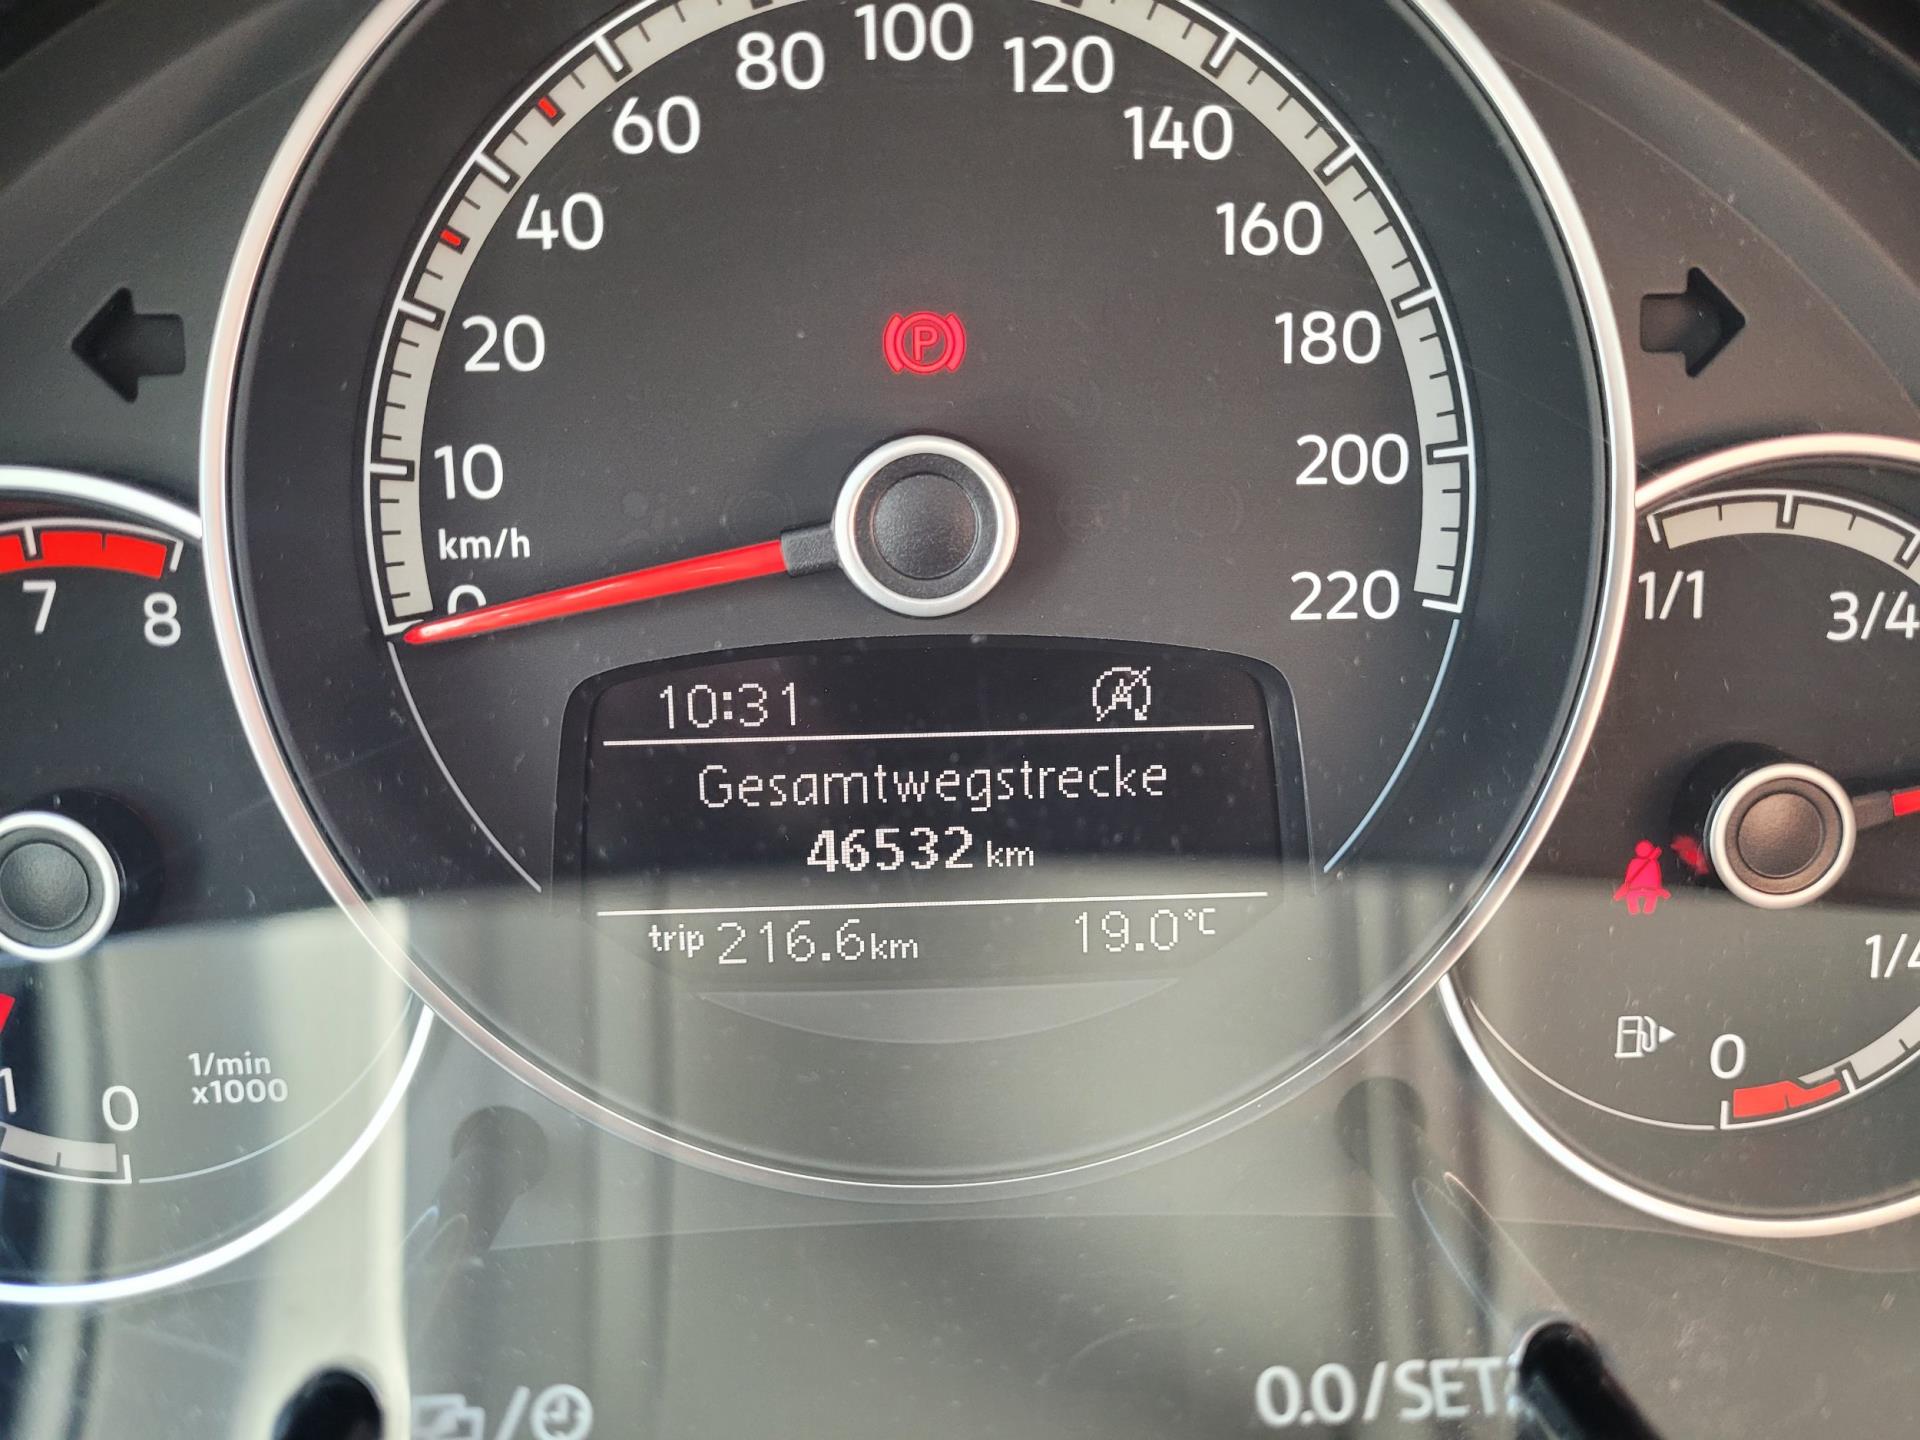 80 100 120
60 140
40 160
20 180
10 200
km/h
0 220
7 8
1/1 3/4
P
10:31 A
Gesamtwegstrecke
46532 km
trip 216.6 km 19.0 °C
1/4
1 0
1/min
x1000
0
/
0.0/SET